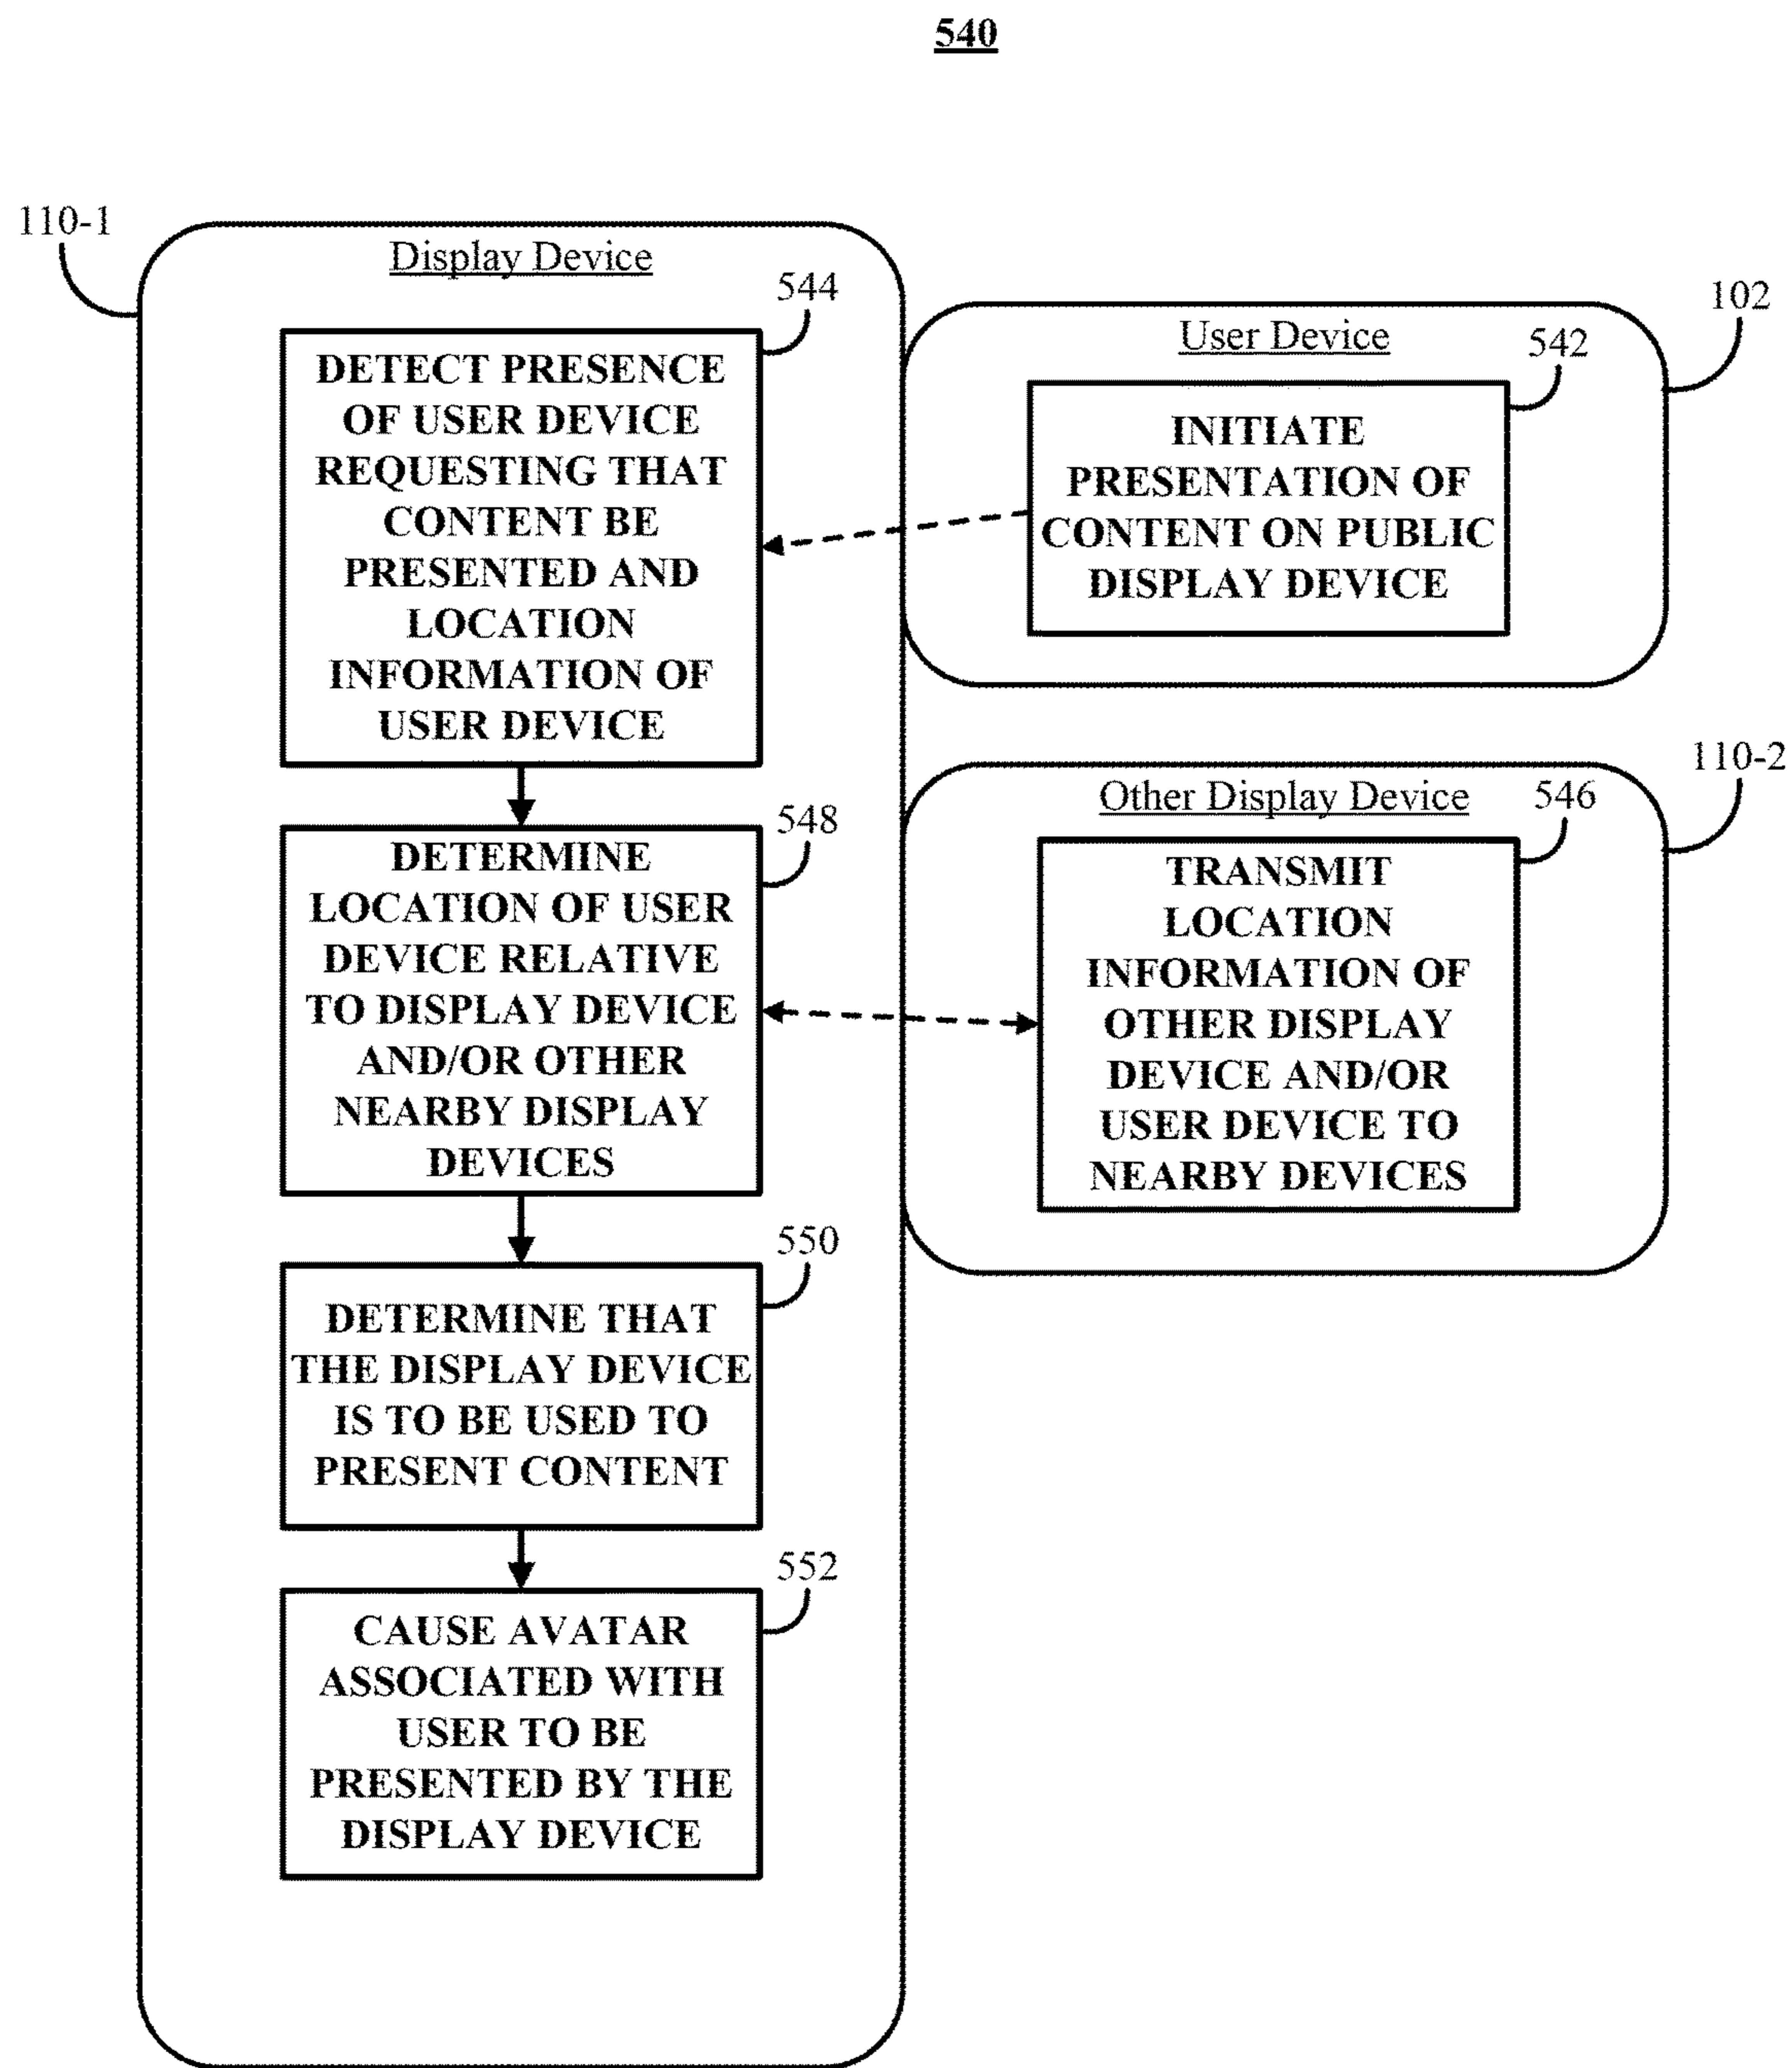 540
110-1
Display Device
544
DETECT PRESENCE
OF USER DEVICE
REQUESTING THAT
CONTENT BE
PRESENTED AND
LOCATION
INFORMATION OF
USER DEVICE
548
DETERMINE
LOCATION OF USER
DEVICE RELATIVE
TO DISPLAY DEVICE
AND/OR OTHER
NEARBY DISPLAY
DEVICES
550
DETERMINE THAT
THE DISPLAY DEVICE
IS TO BE USED TO
PRESENT CONTENT
552
CAUSE AVATAR
ASSOCIATED WITH
USER TO BE
PRESENTED BY THE
DISPLAY DEVICE
102
User Device
542
INITIATE
PRESENTATION OF
CONTENT ON PUBLIC
DISPLAY DEVICE
110-2
Other Display Device
546
TRANSMIT
LOCATION
INFORMATION OF
OTHER DISPLAY
DEVICE AND/OR
USER DEVICE TO
NEARBY DEVICES